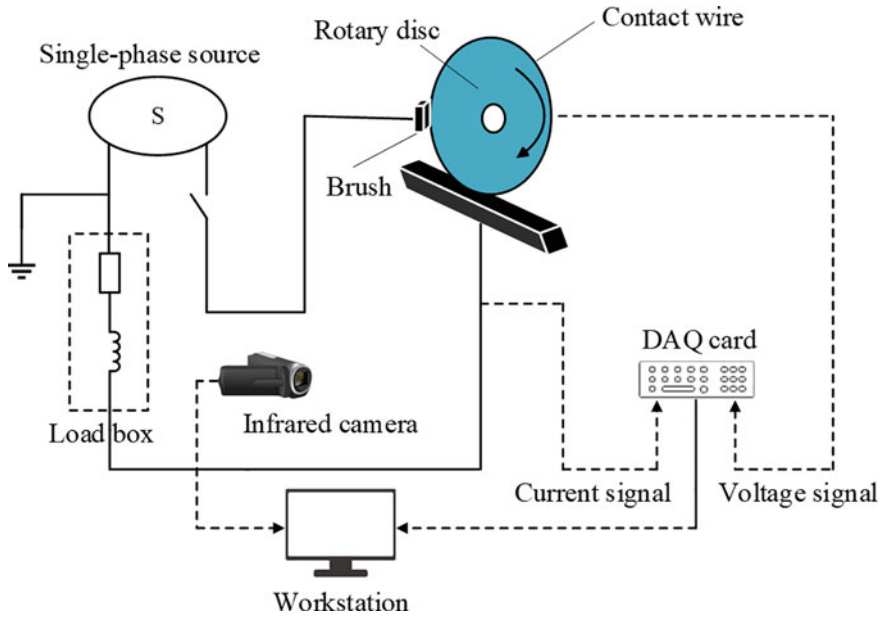 Contact wire
Rotary disc
Single-phase source
S
Brush
DAQ card
Load box
Infrared camera
Current signal
Voltage signal
Workstation